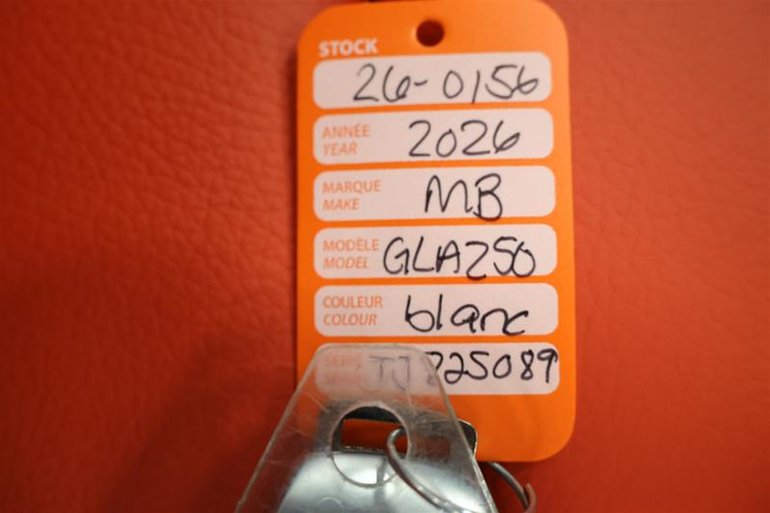 STOCK
26-0156
ANNÉE 2026
YEAR
MARQUE MB
MAKE
MODÈLE GLA250
MODEL
COULEUR blanc
COLOUR